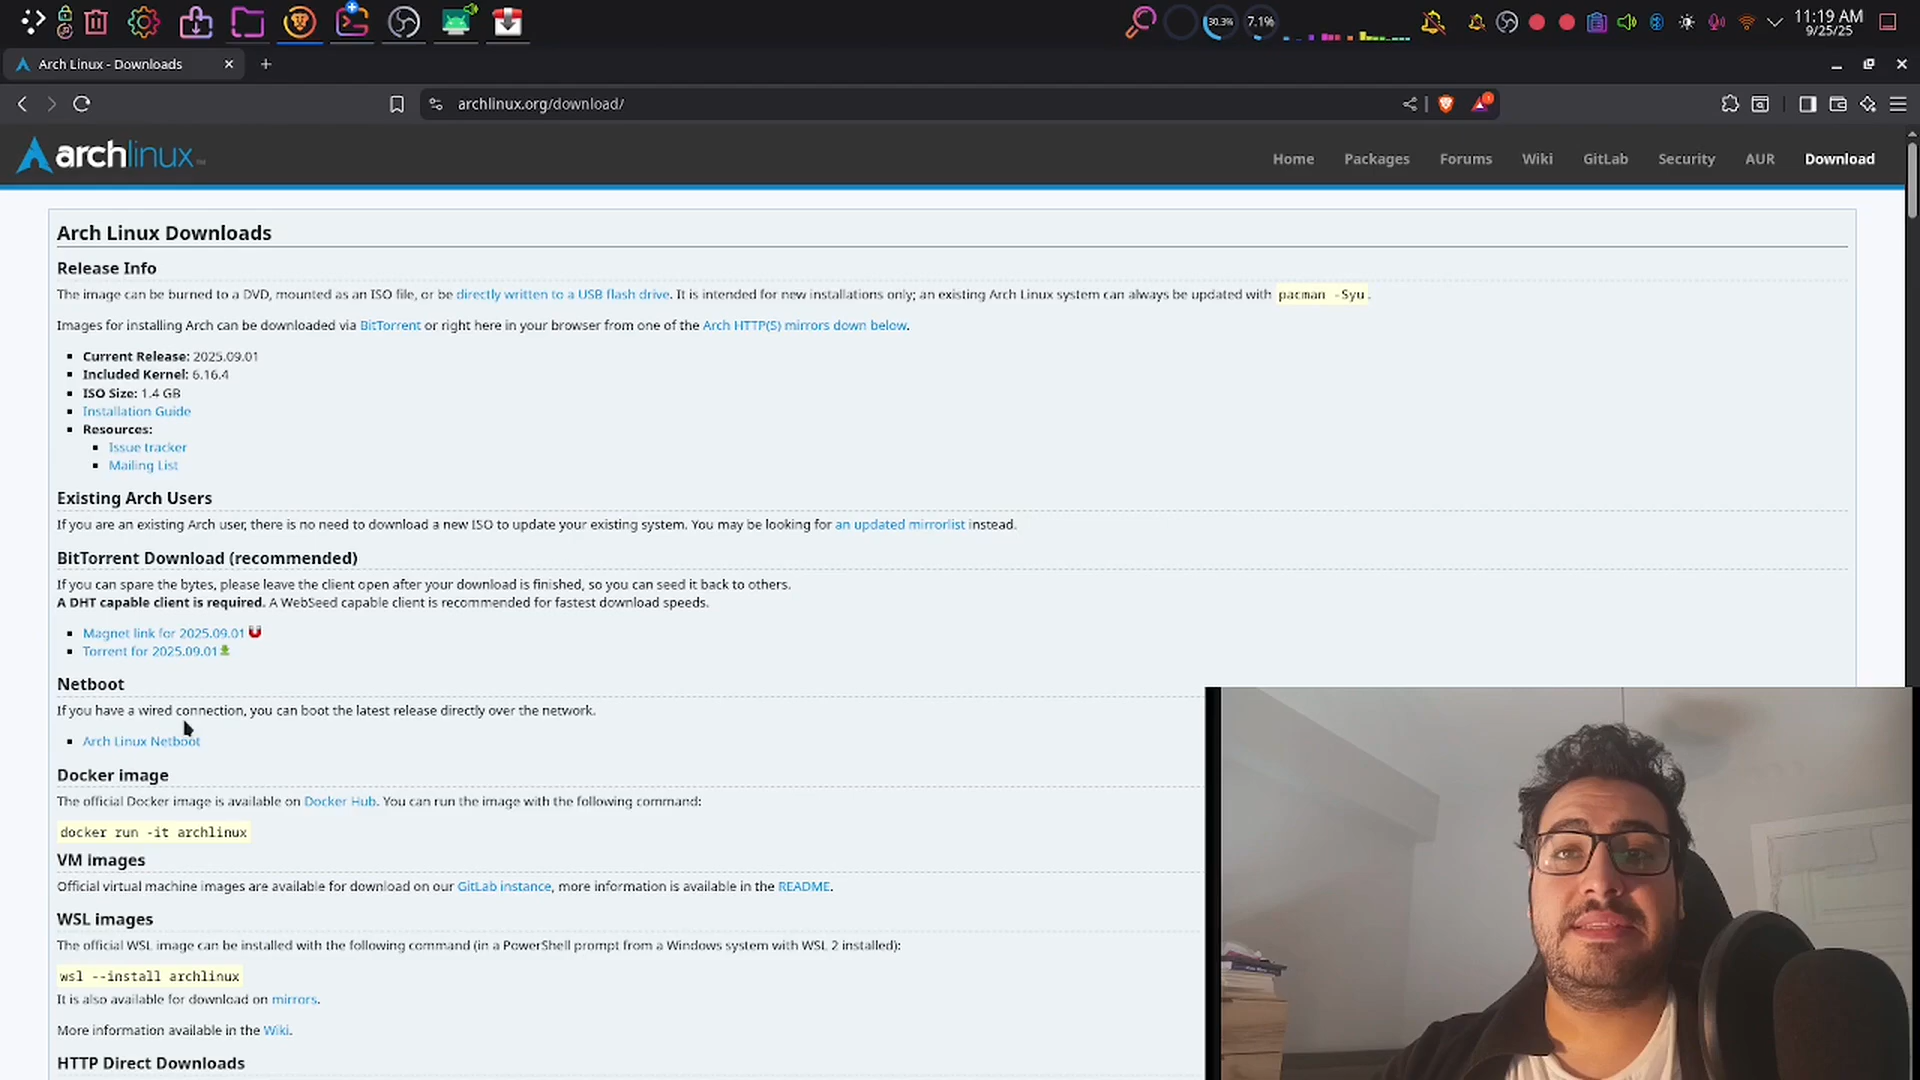 30.3%
7.1%
11:19 AM
9/25/25
Arch Linux - Downloads
archlinux.org/download/
archlinux
Home
Packages
Forums
Wiki
GitLab
Security
AUR
Download
Arch Linux Downloads
Release Info
The image can be burned to a DVD, mounted as an ISO file, or be directly written to a USB flash drive. It is intended for new installations only; an existing Arch Linux system can always be updated with pacman -Syu.
Images for installing Arch can be downloaded via BitTorrent or right here in your browser from one of the Arch HTTP(S) mirrors down below.
Current Release: 2025.09.01
Included Kernel: 6.16.4
ISO Size: 1.4 GB
Installation Guide
Resources:
Issue tracker
Mailing List
Existing Arch Users
If you are an existing Arch user, there is no need to download a new ISO to update your existing system. You may be looking for an updated mirrorlist instead.
BitTorrent Download (recommended)
If you can spare the bytes, please leave the client open after your download is finished, so you can seed it back to others.
A DHT capable client is required. A WebSeed capable client is recommended for fastest download speeds.
Magnet link for 2025.09.01
Torrent for 2025.09.01
Netboot
If you have a wired connection, you can boot the latest release directly over the network.
Arch Linux Netboot
Docker image
The official Docker image is available on Docker Hub. You can run the image with the following command:
docker run -it archlinux
VM images
Official virtual machine images are available for download on our GitLab instance, more information is available in the README.
WSL images
The official WSL image can be installed with the following command (in a PowerShell prompt from a Windows system with WSL 2 installed):
wsl --install archlinux
It is also available for download on mirrors.
More information available in the Wiki.
HTTP Direct Downloads